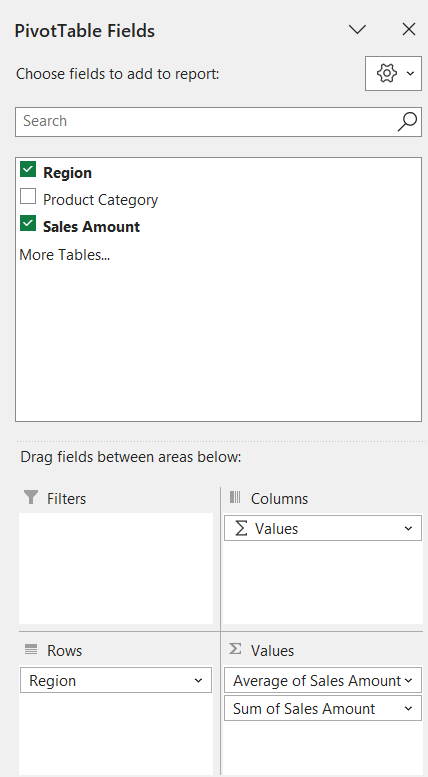 PivotTable Fields
Choose fields to add to report:
Search
Region
Product Category
Sales Amount
More Tables...
Drag fields between areas below:
Filters
Columns
Σ Values
Rows
Region
Σ Values
Average of Sales Amount
Sum of Sales Amount